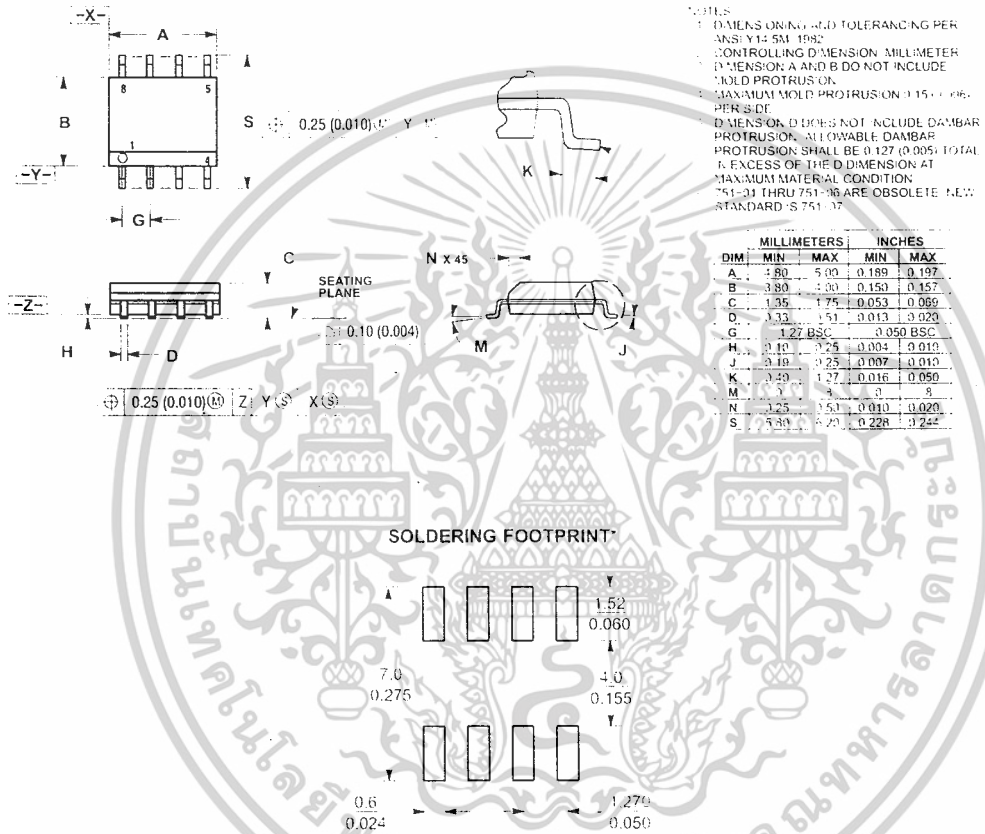 -X-
A
8 5
B
S
0.25 (0.010) Ⓜ Y Ⓜ
1
4
-Y-
G
K
NOTES
1 DIMENSIONING AND TOLERANCING PER
ANSI Y14.5M 1982
CONTROLLING DIMENSION MILLIMETER
DIMENSION A AND B DO NOT INCLUDE
MOLD PROTRUSION
MAXIMUM MOLD PROTRUSION 0.15
PER SIDE
DIMENSION D DOES NOT INCLUDE DAMBAR
PROTRUSION ALLOWABLE DAMBAR
PROTRUSION SHALL BE 0.127 (0.005) TOTAL
IN EXCESS OF THE D DIMENSION AT
MAXIMUM MATERIAL CONDITION
751-01 THRU 751-06 ARE OBSOLETE NEW
STANDARD IS 751-07
C
N X 45
SEATING
PLANE
-Z-
0.10 (0.004)
H
D
M
J
⌖ 0.25 (0.010) Ⓜ Z Y Ⓢ X Ⓢ
MILLIMETERS INCHES
DIM MIN MAX MIN MAX
A 4.80 5.00 0.189 0.197
B 3.80 4.00 0.150 0.157
C 1.35 1.75 0.053 0.069
D 0.33 0.51 0.013 0.020
G 1.27 BSC 0.050 BSC
H 0.10 0.25 0.004 0.010
J 0.19 0.25 0.007 0.010
K 0.40 1.27 0.016 0.050
M 0 8 0 8
N 0.25 0.50 0.010 0.020
S 5.80 6.20 0.228 0.244
SOLDERING FOOTPRINT*
1.52
0.060
7.0
0.275
4.0
0.155
0.6
0.024
1.270
0.050